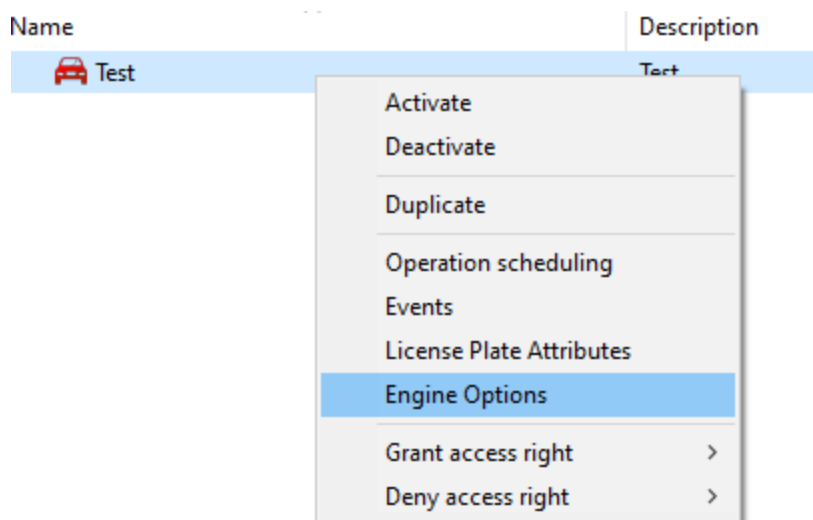 Name Description
Test Test
Activate
Deactivate
Duplicate
Operation scheduling
Events
License Plate Attributes
Engine Options
Grant access right
Deny access right